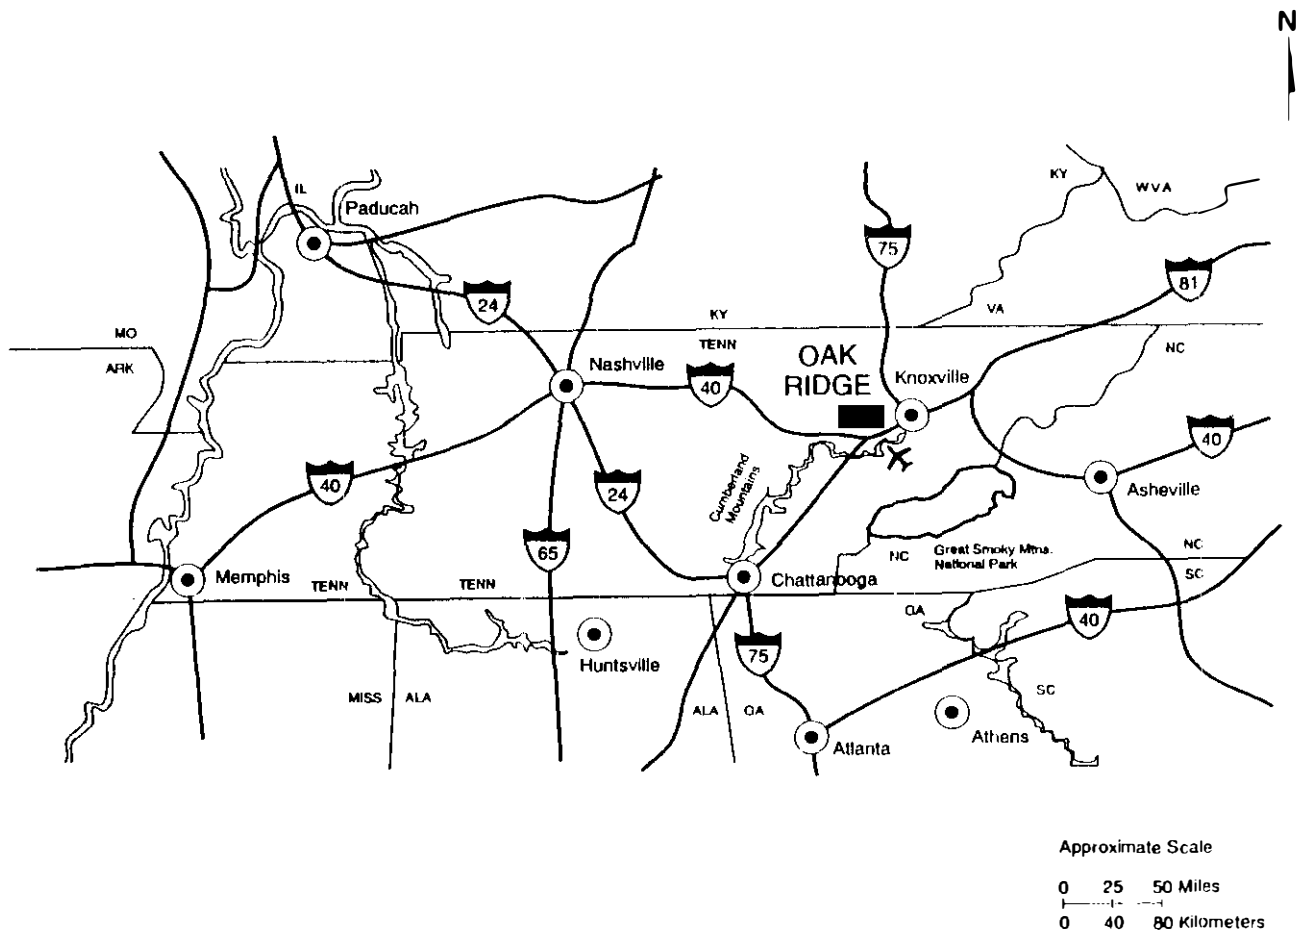 N
KY
WVA
IL
Paducah
75
81
24
VA
KY
MO
TENN
NC
ARK
OAK
RIDGE
Nashville
Knoxville
40
40
Cumberland
Mountains
40
24
Asheville
65
NC
Great Smoky Mtns.
National Park
NC
SC
Memphis
TENN
TENN
Chattanooga
GA
40
Huntsville
75
MISS
ALA
ALA
GA
SC
Athens
Atlanta
Approximate Scale
0 25 50 Miles
0 40 80 Kilometers